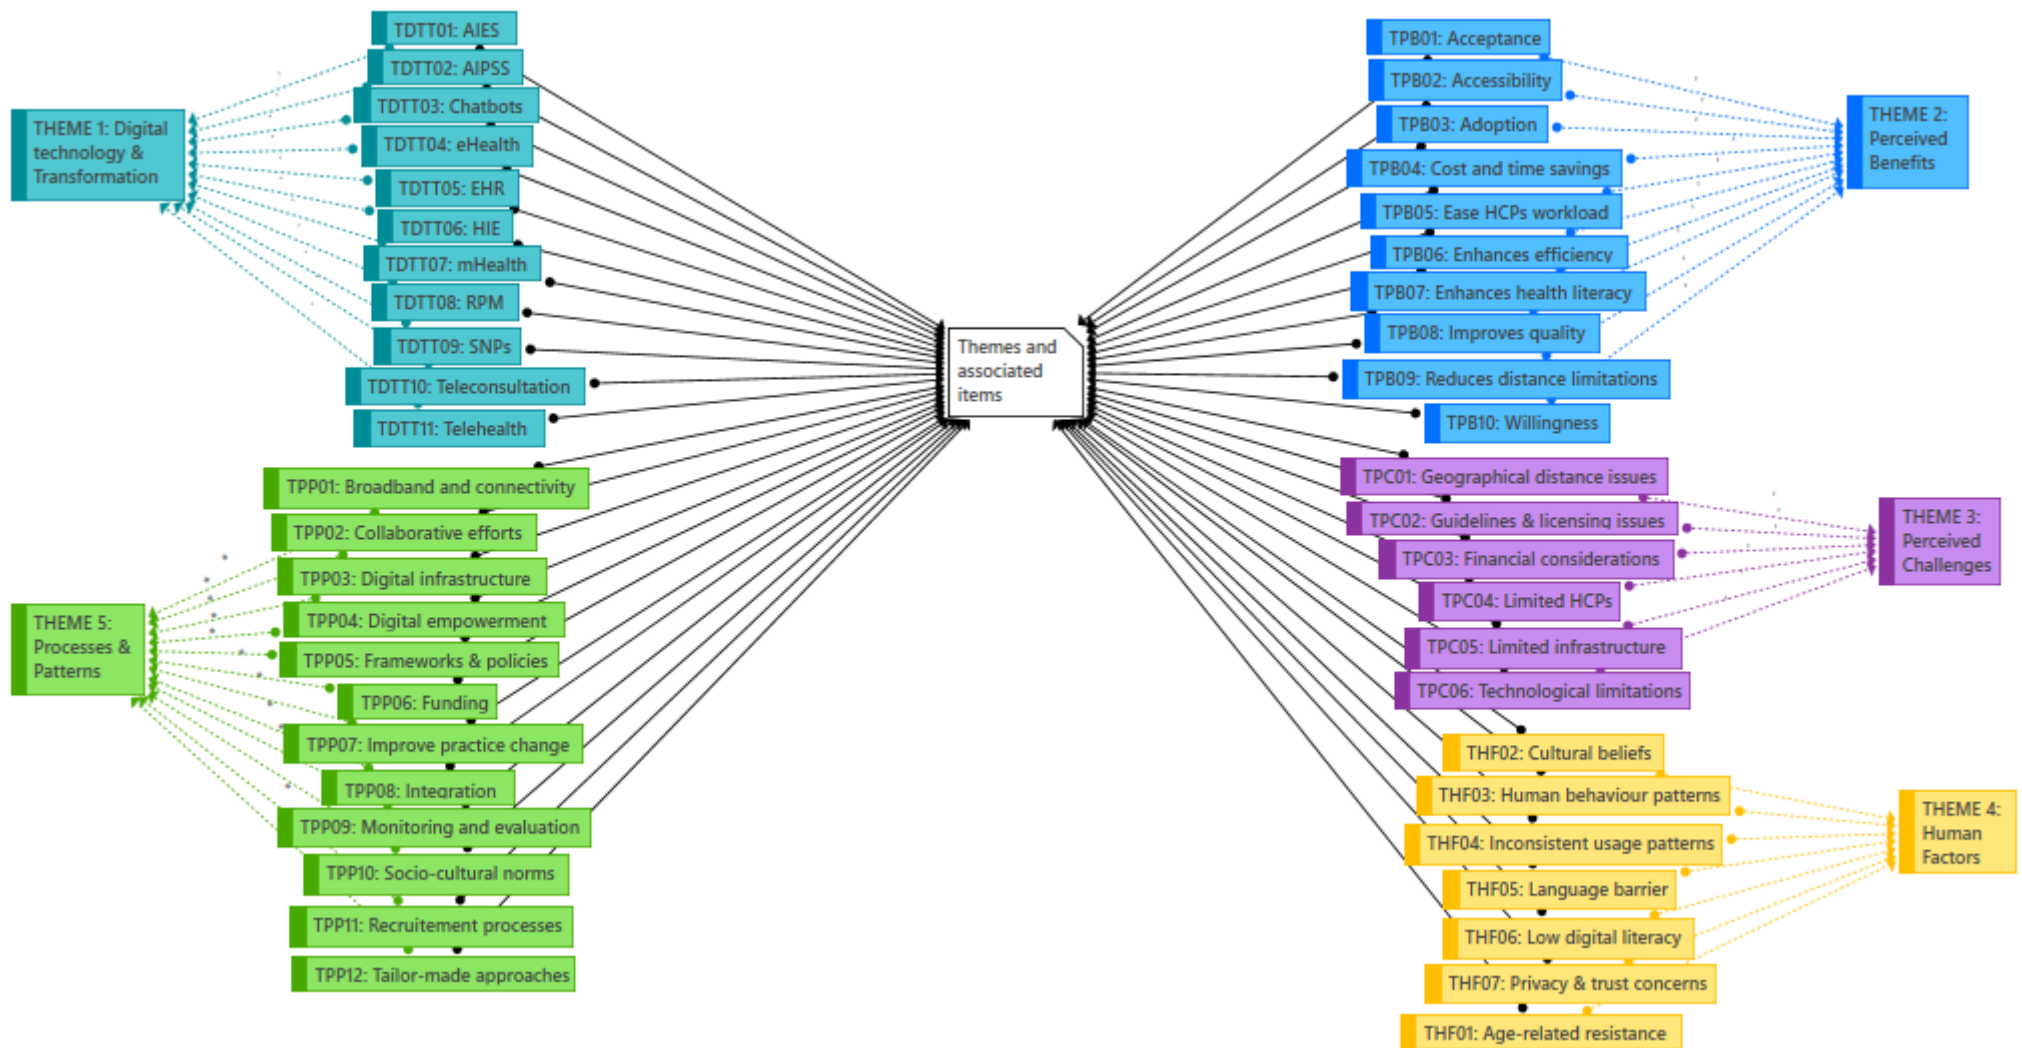 THEME 1: Digital
technology &
Transformation
TDTT01: AIES
TDTT02: AIPSS
TDTT03: Chatbots
TDTT04: eHealth
TDTT05: EHR
TDTT06: HIE
TDTT07: mHealth
TDTT08: RPM
TDTT09: SNPs
TDTT10: Teleconsultation
TDTT11: Telehealth
THEME 5:
Processes &
Patterns
TPP01: Broadband and connectivity
TPP02: Collaborative efforts
TPP03: Digital infrastructure
TPP04: Digital empowerment
TPP05: Frameworks & policies
TPP06: Funding
TPP07: Improve practice change
TPP08: Integration
TPP09: Monitoring and evaluation
TPP10: Socio-cultural norms
TPP11: Recruitement processes
TPP12: Tailor-made approaches
Themes and
associated
items
TPB01: Acceptance
TPB02: Accessibility
TPB03: Adoption
TPB04: Cost and time savings
TPB05: Ease HCPs workload
TPB06: Enhances efficiency
TPB07: Enhances health literacy
TPB08: Improves quality
TPB09: Reduces distance limitations
TPB10: Willingness
THEME 2:
Perceived
Benefits
TPC01: Geographical distance issues
TPC02: Guidelines & licensing issues
TPC03: Financial considerations
TPC04: Limited HCPs
TPC05: Limited infrastructure
TPC06: Technological limitations
THEME 3:
Perceived
Challenges
THF02: Cultural beliefs
THF03: Human behaviour patterns
THF04: Inconsistent usage patterns
THF05: Language barrier
THF06: Low digital literacy
THF07: Privacy & trust concerns
THF01: Age-related resistance
THEME 4:
Human
Factors